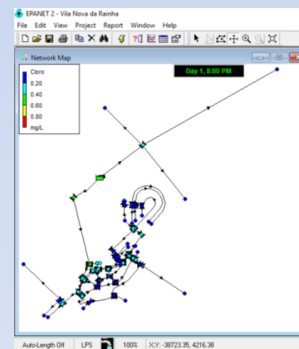 EPANET 2 - Vila Nova da Rainha
File Edit View Project Report Window Help
Network Map
Cloro
0.20
0.40
0.60
0.80
mg/L
Day 1, 8:00 PM
Auto-Length Off LPS 100% X,Y: -38723.35, 4216.38